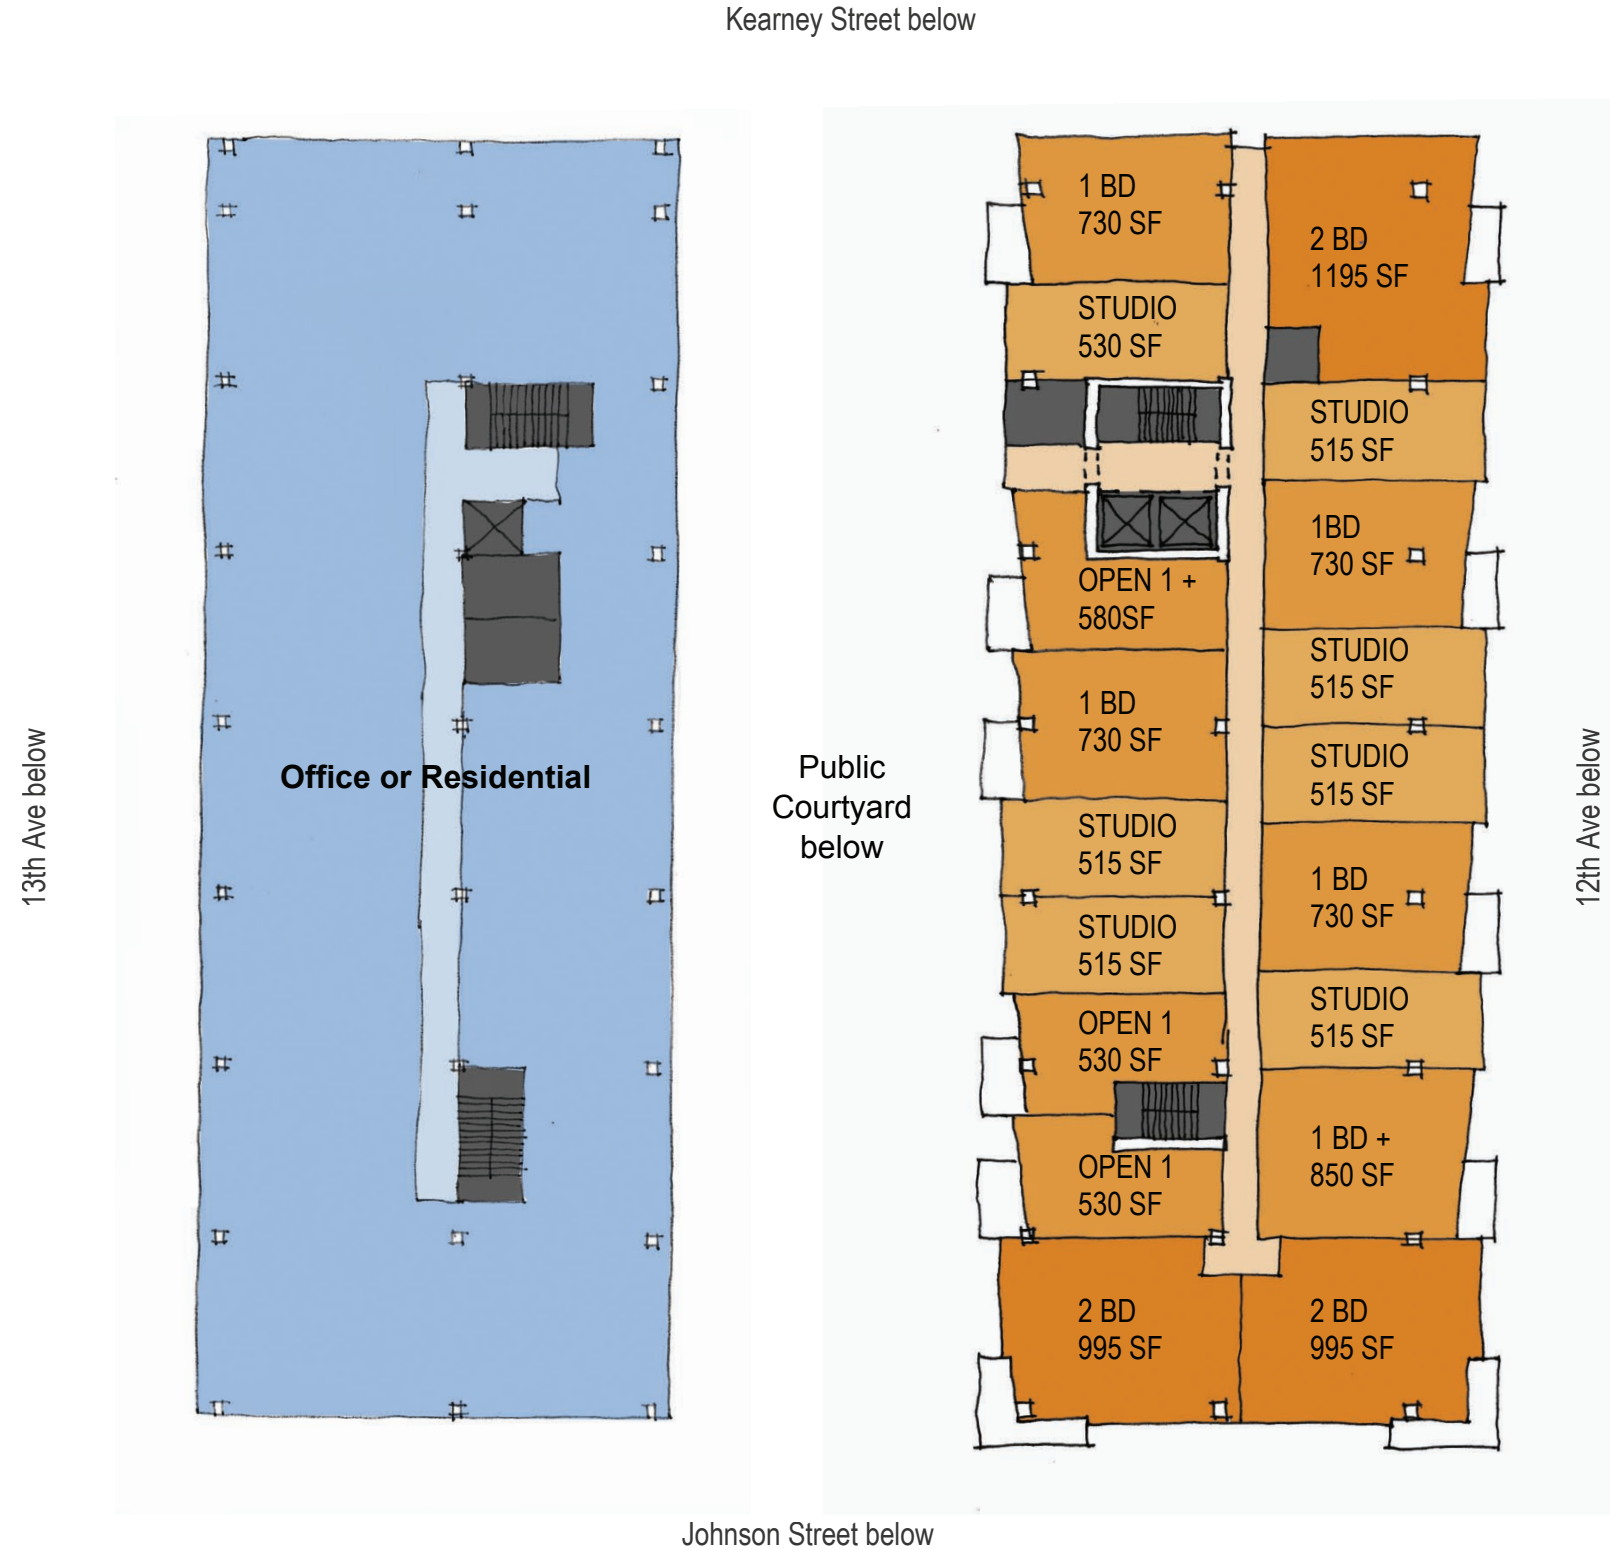 Kearney Street below
1 BD
730 SF
2 BD
1195 SF
STUDIO
530 SF
STUDIO
515 SF
1BD
730 SF
OPEN 1 +
580SF
STUDIO
515 SF
1 BD
730 SF
STUDIO
515 SF
13th Ave below
Office or Residential
Public
Courtyard
below
12th Ave below
STUDIO
515 SF
1 BD
730 SF
STUDIO
515 SF
STUDIO
515 SF
OPEN 1
530 SF
1 BD +
850 SF
OPEN 1
530 SF
2 BD
995 SF
2 BD
995 SF
Johnson Street below